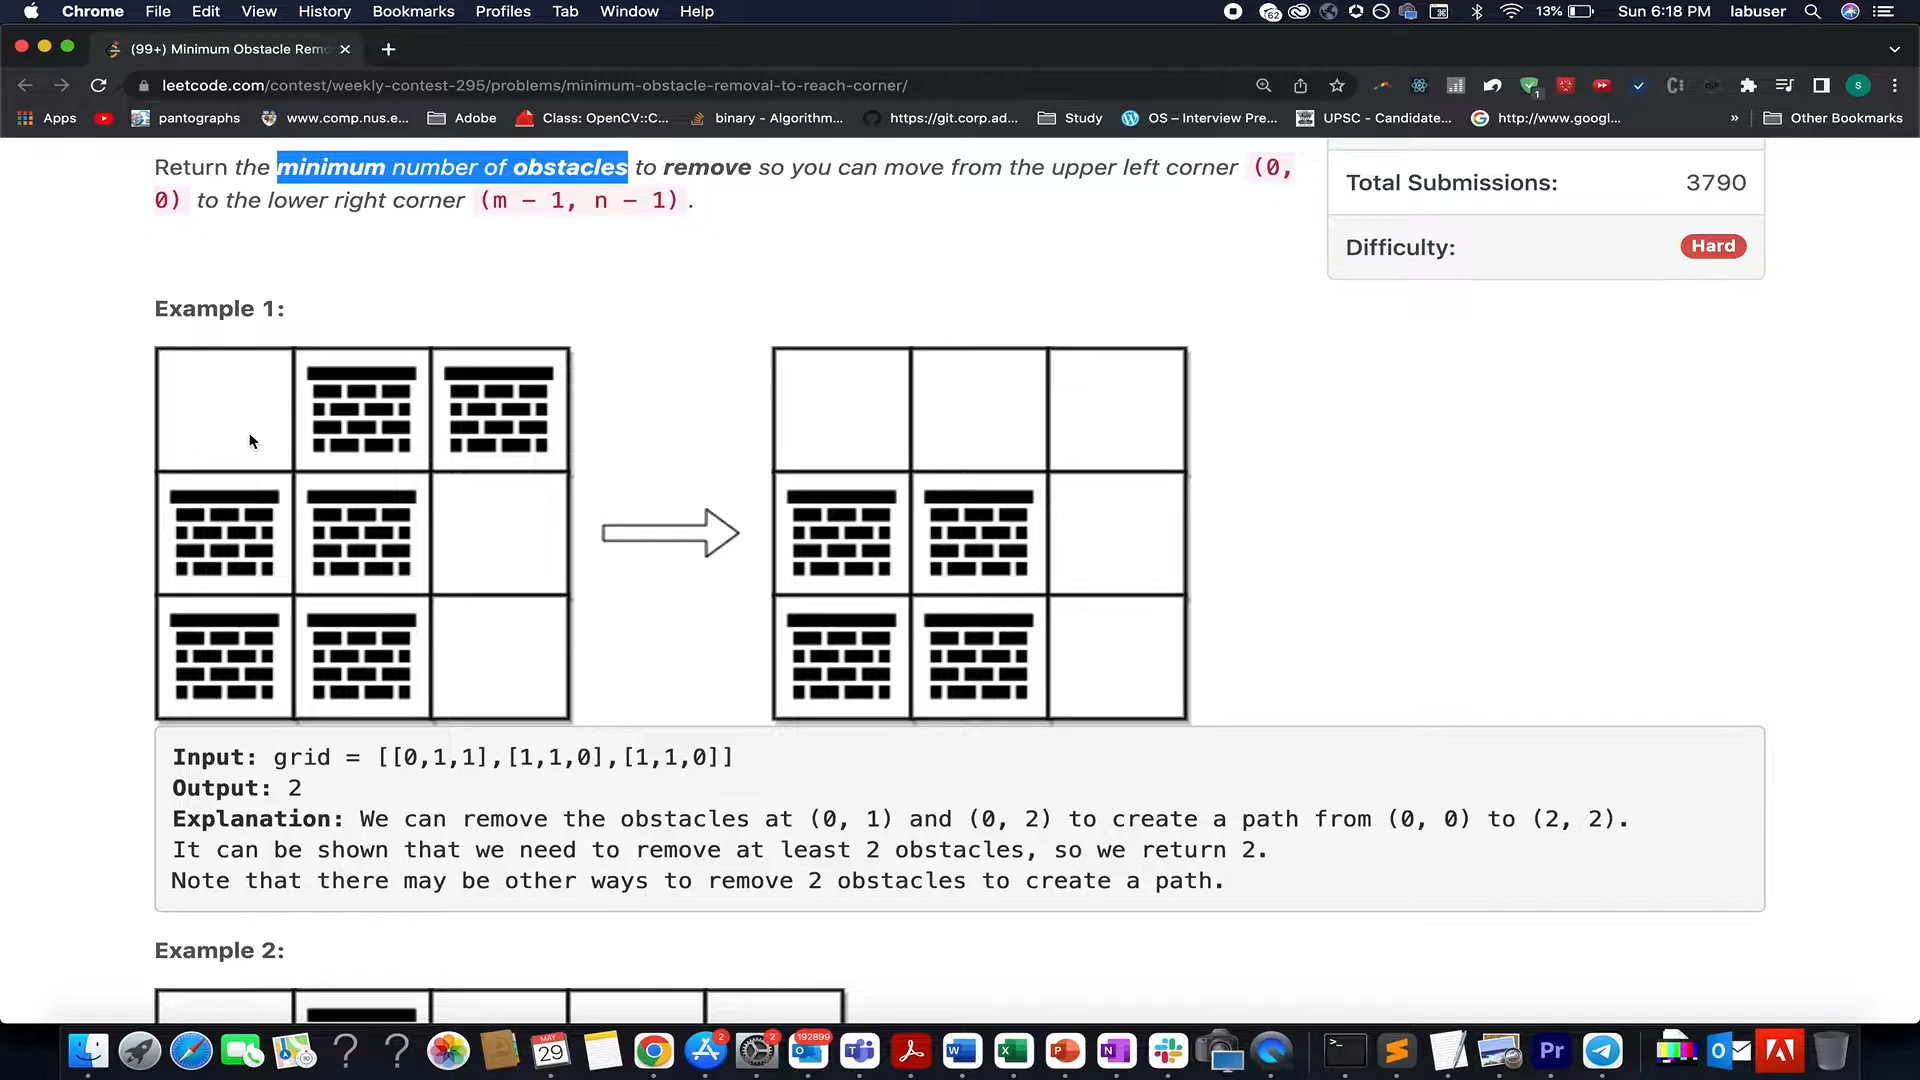 Chrome File Edit View History Bookmarks Profiles Tab Window Help 62 13% Sun 6:18 PM labuser
(99+) Minimum Obstacle Rem
leetcode.com/contest/weekly-contest-295/problems/minimum-obstacle-removal-to-reach-corner/
Apps pantographs www.comp.nus.e... Adobe Class: OpenCV::C... binary – Algorithm... https://git.corp.ad... Study OS – Interview Pre... UPSC - Candidate... http://www.googl... » Other Bookmarks
Return the minimum number of obstacles to remove so you can move from the upper left corner (0,
0) to the lower right corner (m - 1, n - 1).
Total Submissions: 3790
Difficulty: Hard
Example 1:
Input: grid = [[0,1,1],[1,1,0],[1,1,0]]
Output: 2
Explanation: We can remove the obstacles at (0, 1) and (0, 2) to create a path from (0, 0) to (2, 2).
It can be shown that we need to remove at least 2 obstacles, so we return 2.
Note that there may be other ways to remove 2 obstacles to create a path.
Example 2:
MAY 29 2 2 192899 Pr